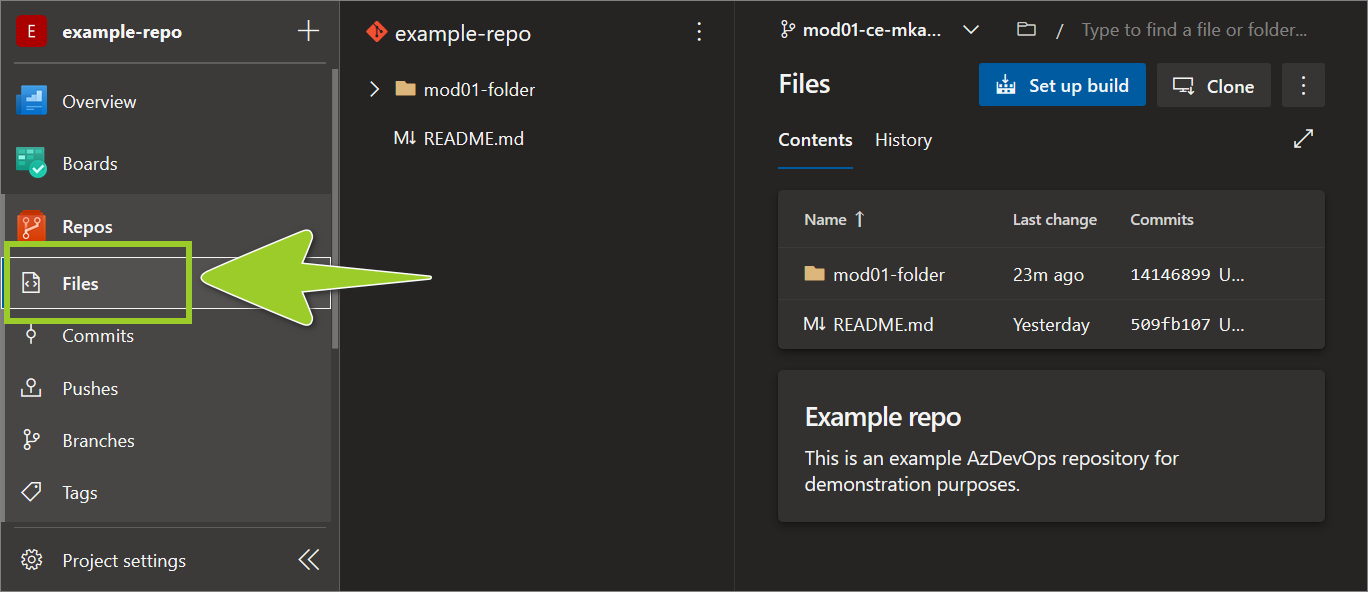 E example-repo
Overview
Boards
Repos
Files
Commits
Pushes
Branches
Tags
Project settings
example-repo
mod01-folder
M↓ README.md
mod01-ce-mka... / Type to find a file or folder...
Files
Set up build
Clone
Contents History
Name ↑ Last change Commits
mod01-folder 23m ago 14146899 U...
M↓ README.md Yesterday 509fb107 U...
Example repo
This is an example AzDevOps repository for
demonstration purposes.